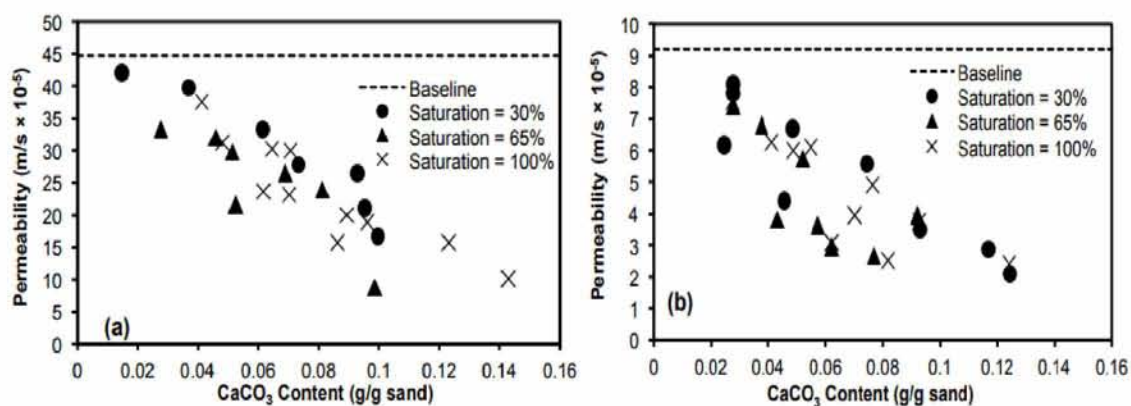 50
45
40
35
30
25
20
15
10
5
0
Permeability (m/s × 10-5)
Baseline
Saturation = 30%
Saturation = 65%
Saturation = 100%
(a)
0 0.02 0.04 0.06 0.08 0.1 0.12 0.14 0.16
CaCO3 Content (g/g sand)
10
9
8
7
6
5
4
3
2
1
0
Permeability (m/s × 10-5)
Baseline
Saturation = 30%
Saturation = 65%
Saturation = 100%
(b)
0 0.02 0.04 0.06 0.08 0.1 0.12 0.14 0.16
CaCO3 Content (g/g sand)